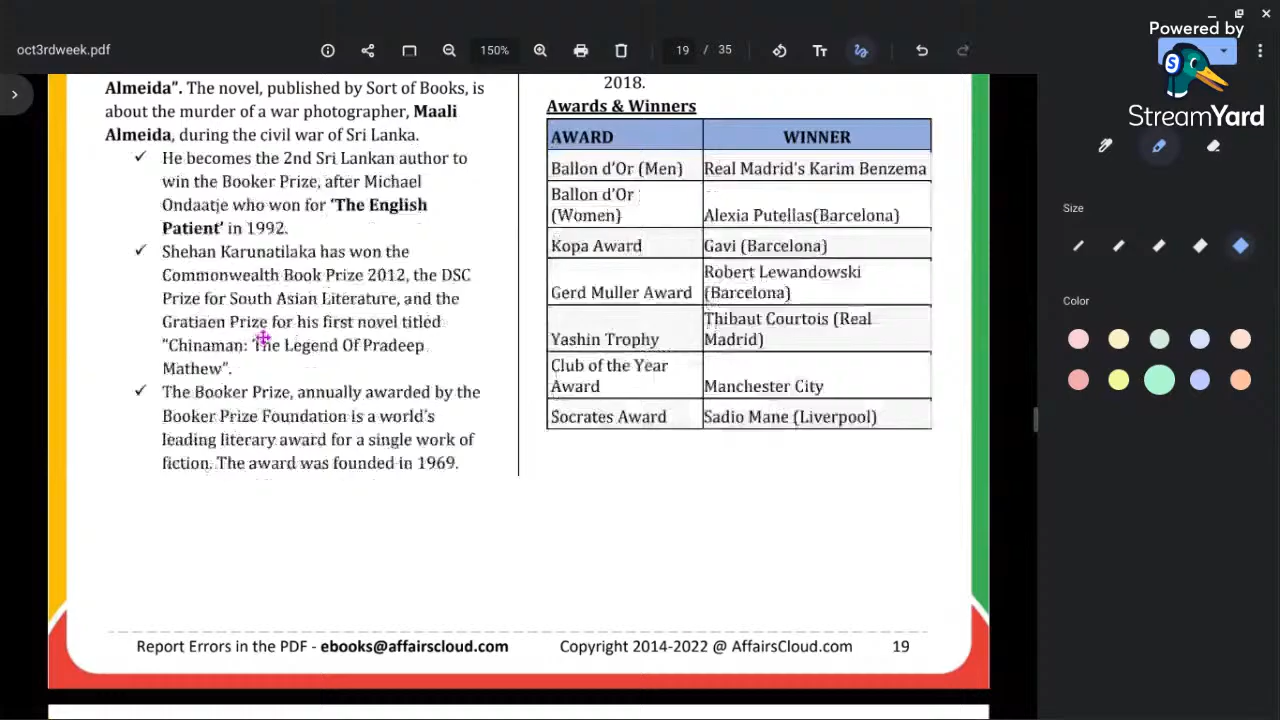 oct3rdweek.pdf
150%
19 / 35
Powered by
StreamYard
Almeida". The novel, published by Sort of Books, is
about the murder of a war photographer, Maali
Almeida, during the civil war of Sri Lanka.
✓ He becomes the 2nd Sri Lankan author to
win the Booker Prize, after Michael
Ondaatje who won for ‘The English
Patient’ in 1992.
✓ Shehan Karunatilaka has won the
Commonwealth Book Prize 2012, the DSC
Prize for South Asian Literature, and the
Gratiaen Prize for his first novel titled
“Chinaman: The Legend Of Pradeep
Mathew”.
✓ The Booker Prize, annually awarded by the
Booker Prize Foundation is a world’s
leading literary award for a single work of
fiction. The award was founded in 1969.
2018.
Awards & Winners
AWARD WINNER
Ballon d’Or (Men) Real Madrid’s Karim Benzema
Ballon d’Or
(Women) Alexia Putellas(Barcelona)
Kopa Award Gavi (Barcelona)
Robert Lewandowski
Gerd Muller Award (Barcelona)
Thibaut Courtois (Real
Yashin Trophy Madrid)
Club of the Year
Award Manchester City
Socrates Award Sadio Mane (Liverpool)
Report Errors in the PDF - ebooks@affairscloud.com Copyright 2014-2022 @ AffairsCloud.com 19
Size
Color